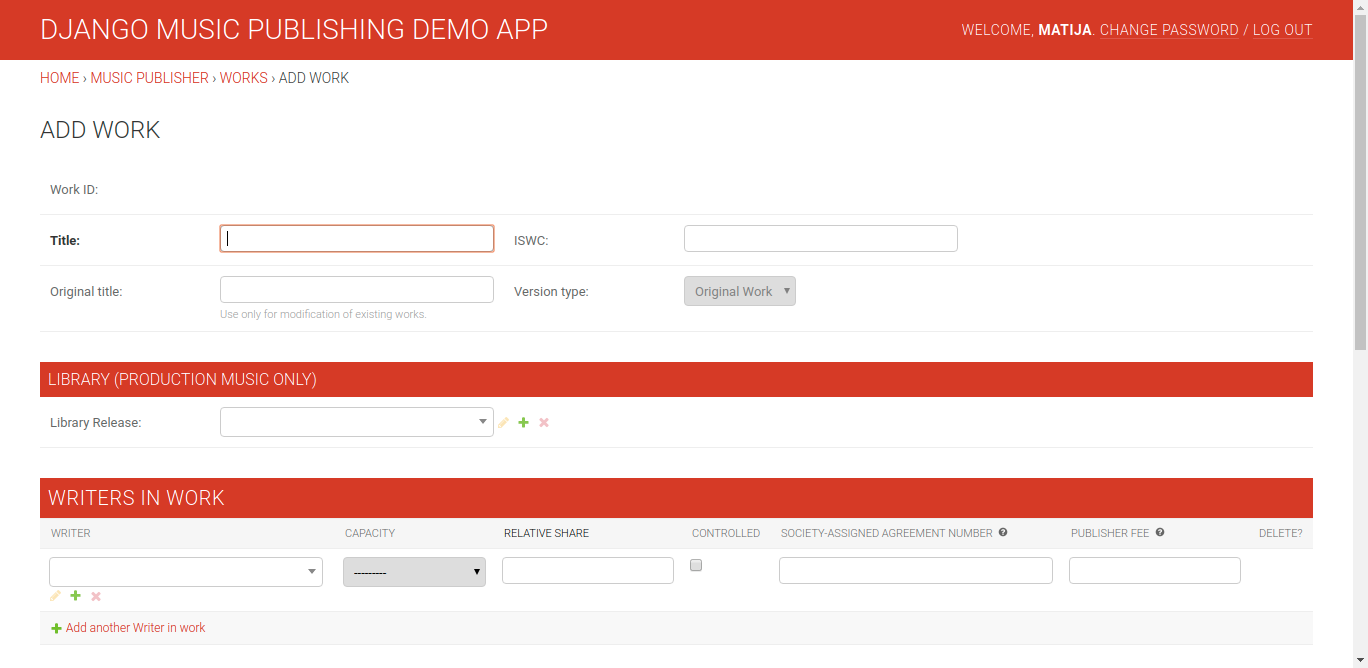 DJANGO MUSIC PUBLISHING DEMO APP
WELCOME, MATIJA. CHANGE PASSWORD / LOG OUT
HOME › MUSIC PUBLISHER › WORKS › ADD WORK
ADD WORK
Work ID:
Title: ISWC:
Original title: Version type: Original Work
Use only for modification of existing works.
LIBRARY (PRODUCTION MUSIC ONLY)
Library Release:
WRITERS IN WORK
WRITER CAPACITY RELATIVE SHARE CONTROLLED SOCIETY-ASSIGNED AGREEMENT NUMBER ? PUBLISHER FEE ? DELETE?
---------
Add another Writer in work